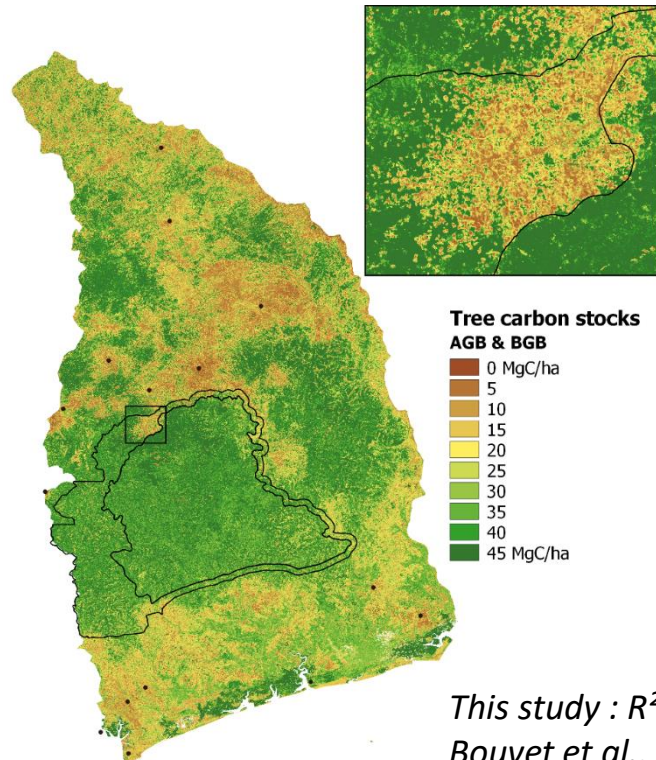 Tree carbon stocks
AGB & BGB
0 MgC/ha
5
10
15
20
25
30
35
40
45 MgC/ha
This study : R²
Bouvet et al.,